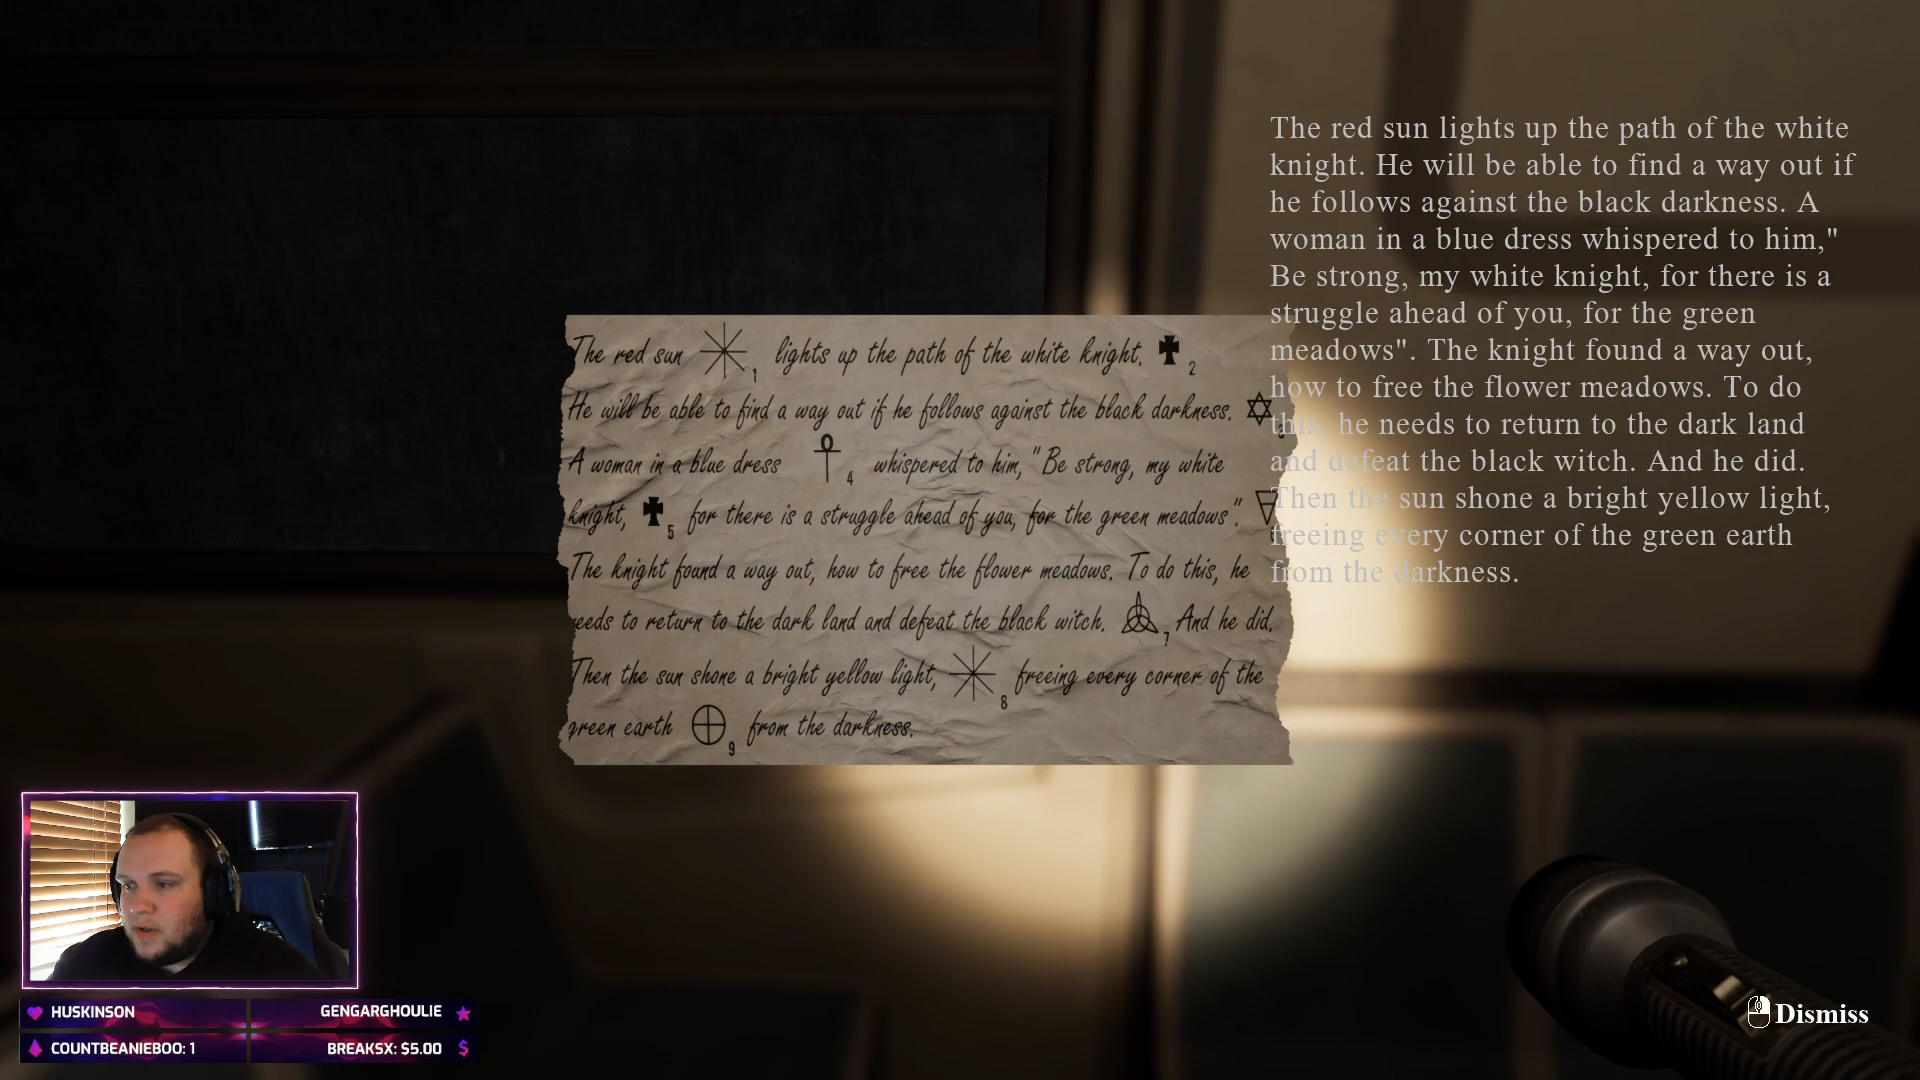 The red sun 1 lights up the path of the white knight. 2
He will be able to find a way out if he follows against the black darkness.
A woman in a blue dress 4 whispered to him, "Be strong, my white
knight, 5 for there is a struggle ahead of you, for the green meadows".
The knight found a way out, how to free the flower meadows. To do this, he
needs to return to the dark land and defeat the black witch. 7 And he did.
Then the sun shone a bright yellow light, 8 freeing every corner of the
green earth 9 from the darkness.
The red sun lights up the path of the white
knight. He will be able to find a way out if
he follows against the black darkness. A
woman in a blue dress whispered to him,"
Be strong, my white knight, for there is a
struggle ahead of you, for the green
meadows". The knight found a way out,
how to free the flower meadows. To do
this, he needs to return to the dark land
and defeat the black witch. And he did.
Then the sun shone a bright yellow light,
freeing every corner of the green earth
from the darkness.
HUSKINSON
GENGARGHOULIE
COUNTBEANIEBOO: 1
BREAKSX: $5.00 $
Dismiss